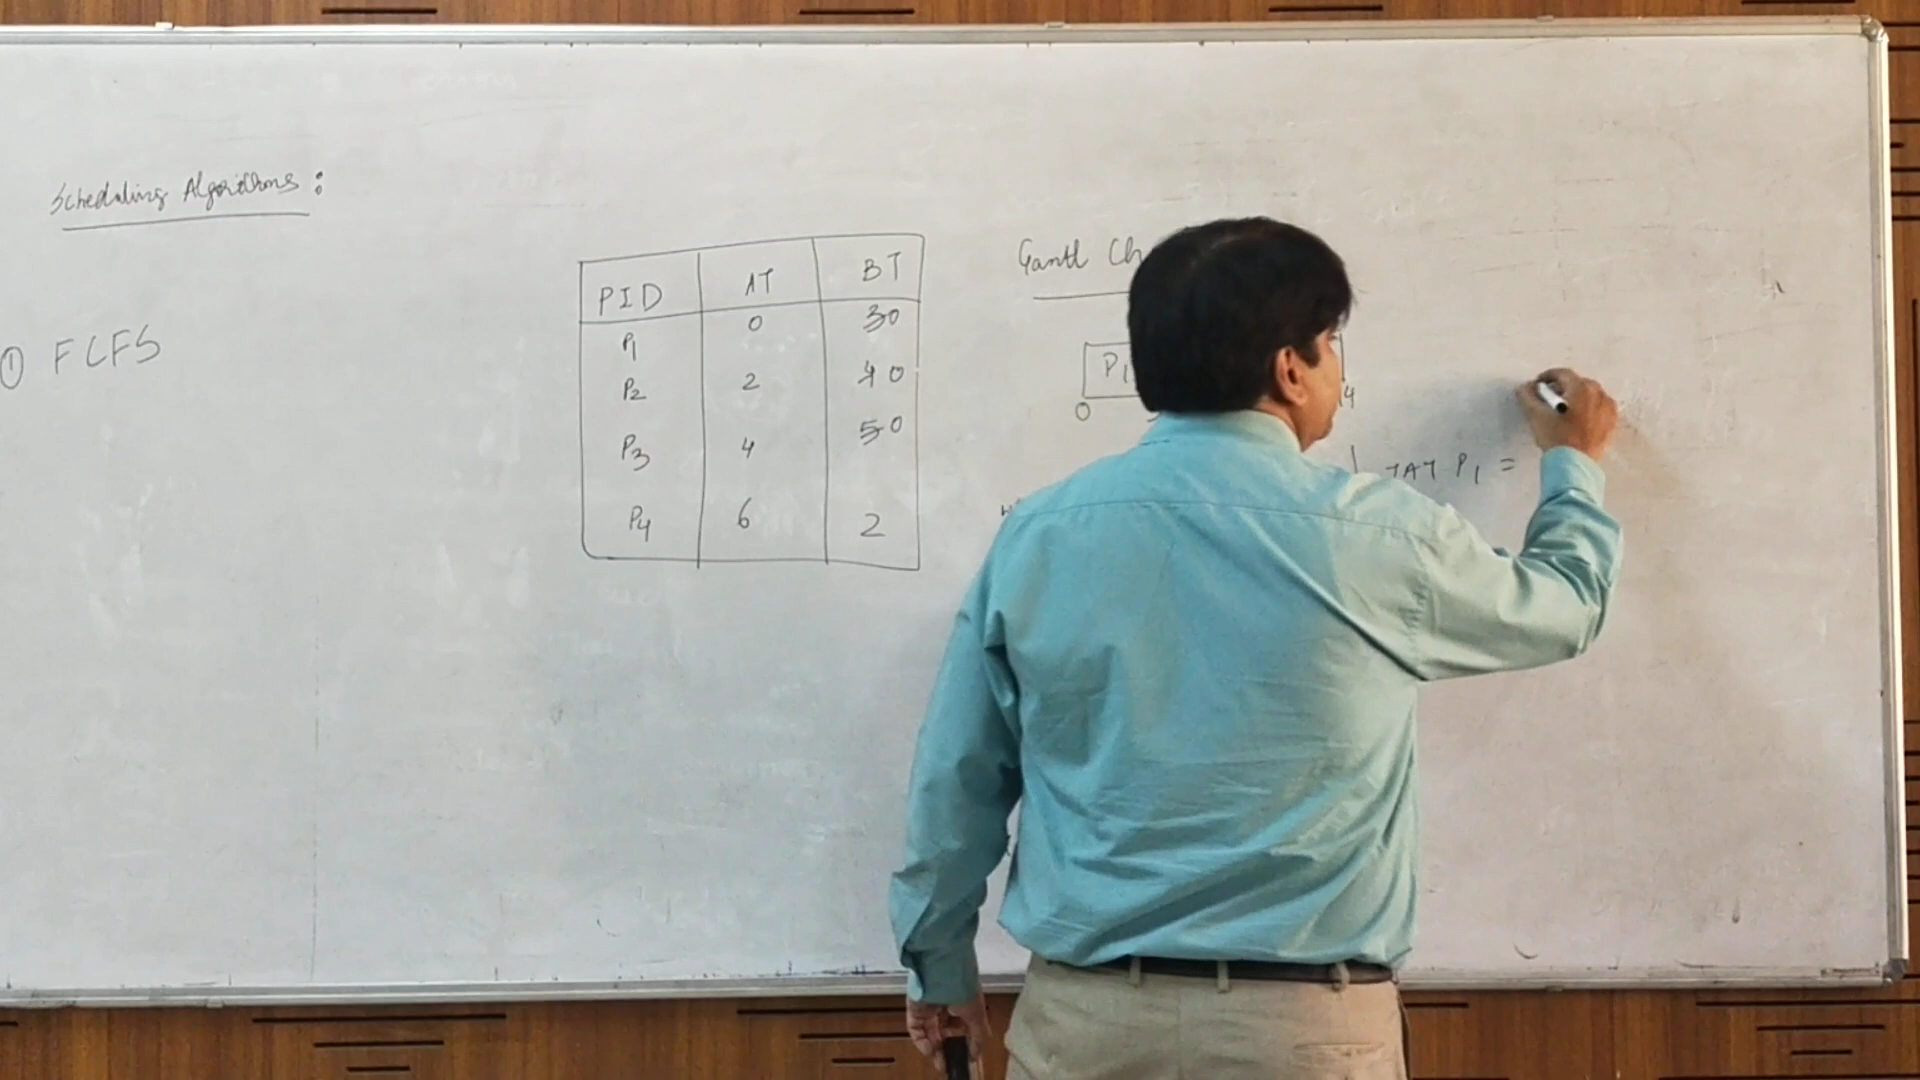 Scheduling Algorithms :
① FCFS
PID AT BT
P1 0 30
P2 2 40
P3 4 50
P4 6 2
Gantt Ch
P1
0 14
TAT P1 =